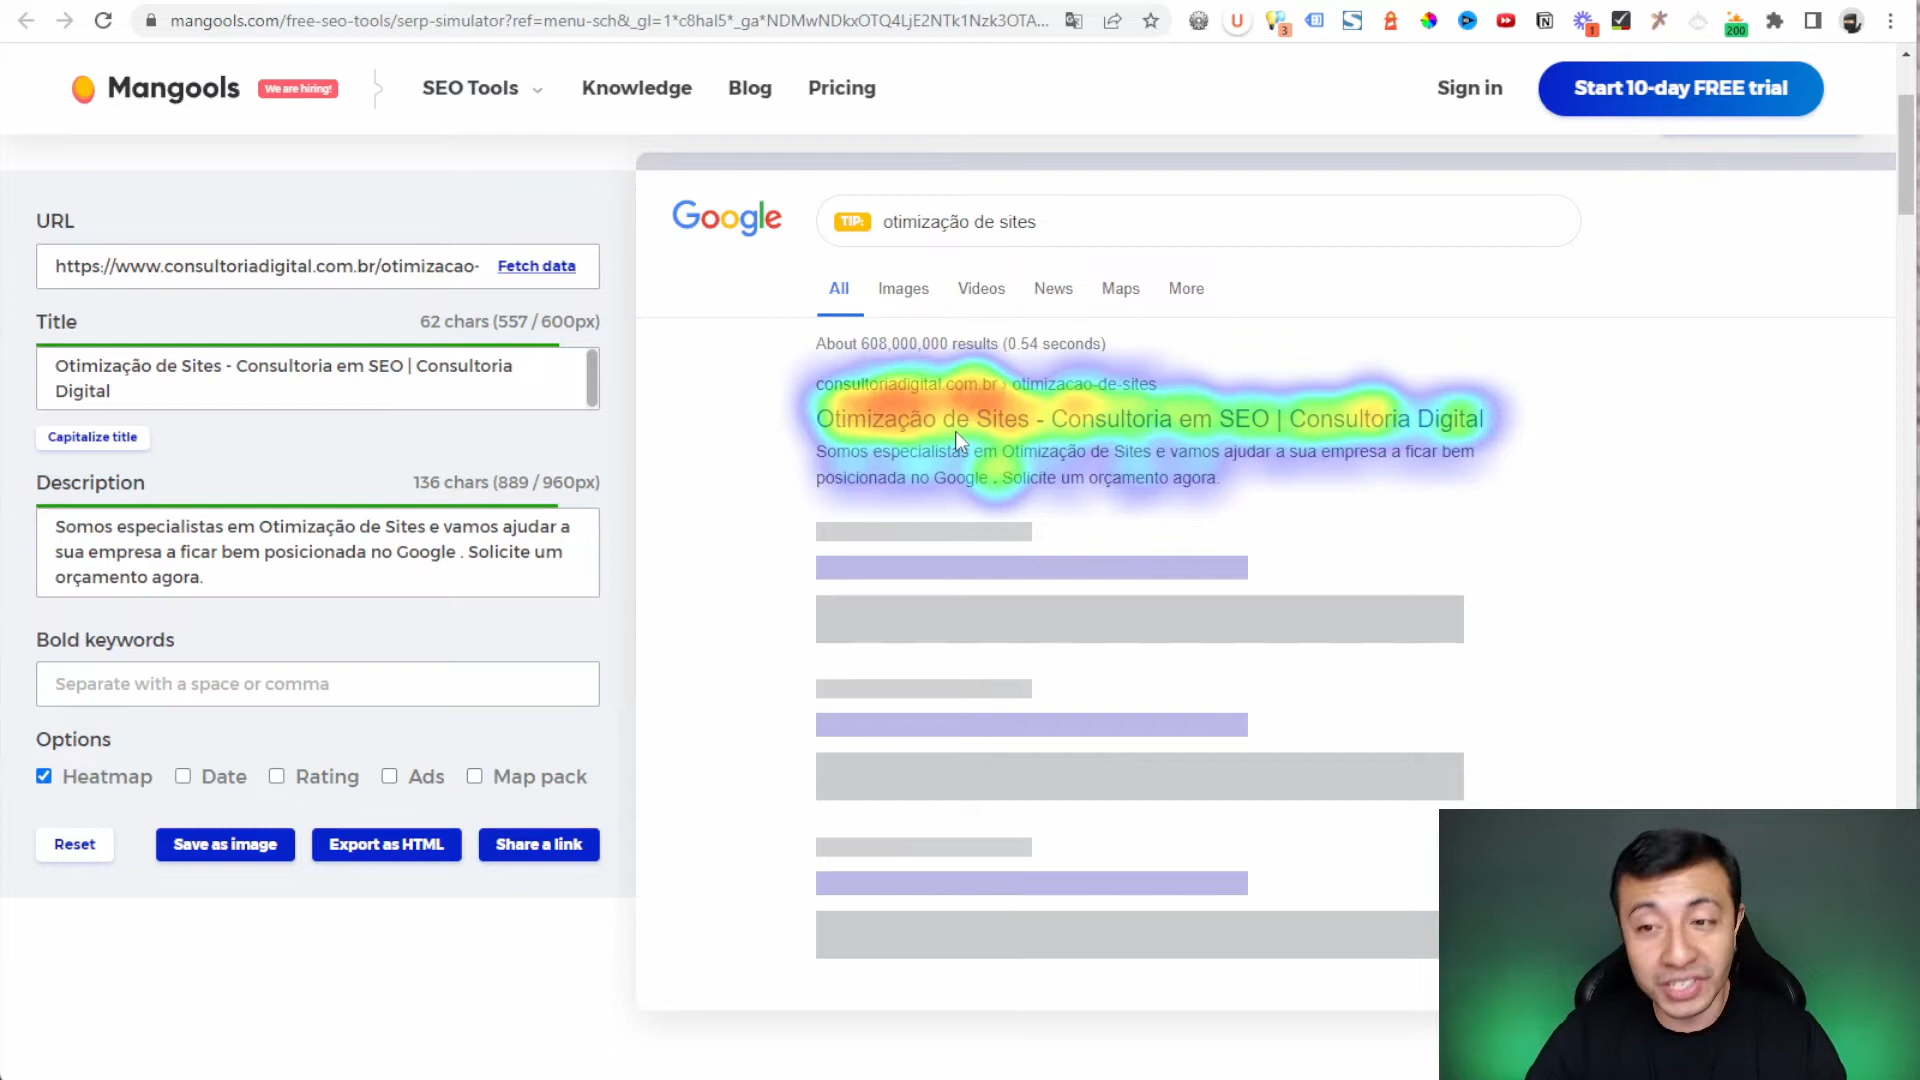 mangools.com/free-seo-tools/serp-simulator?ref=menu-sch&_gl=1*c8hal5*_ga*NDMwNDkxOTQ4LjE2NTk1Nzk3OTA...
3
1
200
Mangools
We are hiring!
SEO Tools
Knowledge
Blog
Pricing
Sign in
Start 10-day FREE trial
URL
https://www.consultoriadigital.com.br/otimizacao-
Fetch data
Title
62 chars (557 / 600px)
Otimização de Sites - Consultoria em SEO | Consultoria
Digital
Capitalize title
Description
136 chars (889 / 960px)
Somos especialistas em Otimização de Sites e vamos ajudar a
sua empresa a ficar bem posicionada no Google . Solicite um
orçamento agora.
Bold keywords
Separate with a space or comma
Options
Heatmap
Date
Rating
Ads
Map pack
Reset
Save as image
Export as HTML
Share a link
Google
TIP:
otimização de sites
All
Images
Videos
News
Maps
More
About 608,000,000 results (0.54 seconds)
consultoriadigital.com.br › otimizacao-de-sites
Otimização de Sites - Consultoria em SEO | Consultoria Digital
Somos especialistas em Otimização de Sites e vamos ajudar a sua empresa a ficar bem
posicionada no Google . Solicite um orçamento agora.